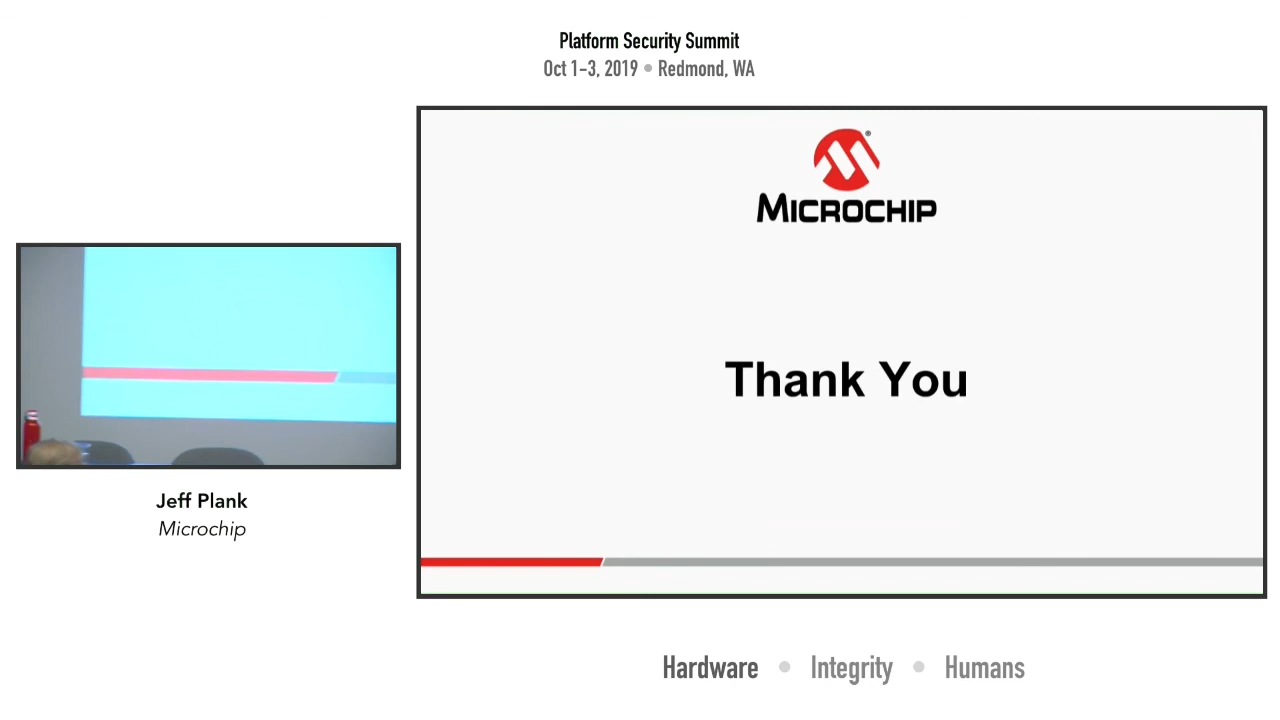 Platform Security Summit
Oct 1-3, 2019 • Redmond, WA
MICROCHIP
Thank You
Jeff Plank
Microchip
Hardware • Integrity • Humans